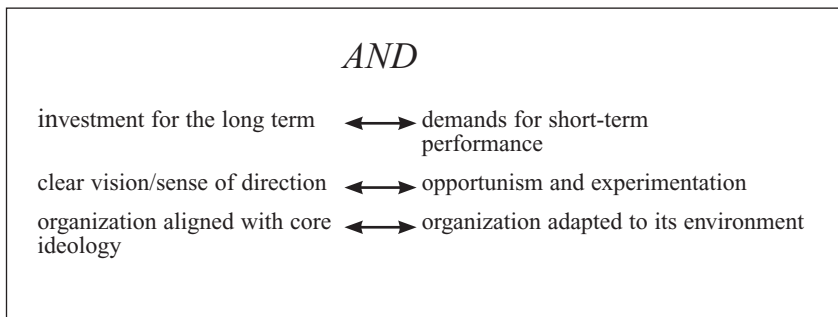 AND
investment for the long term ↔ demands for short-term
performance
clear vision/sense of direction ↔ opportunism and experimentation
organization aligned with core ↔ organization adapted to its environment
ideology